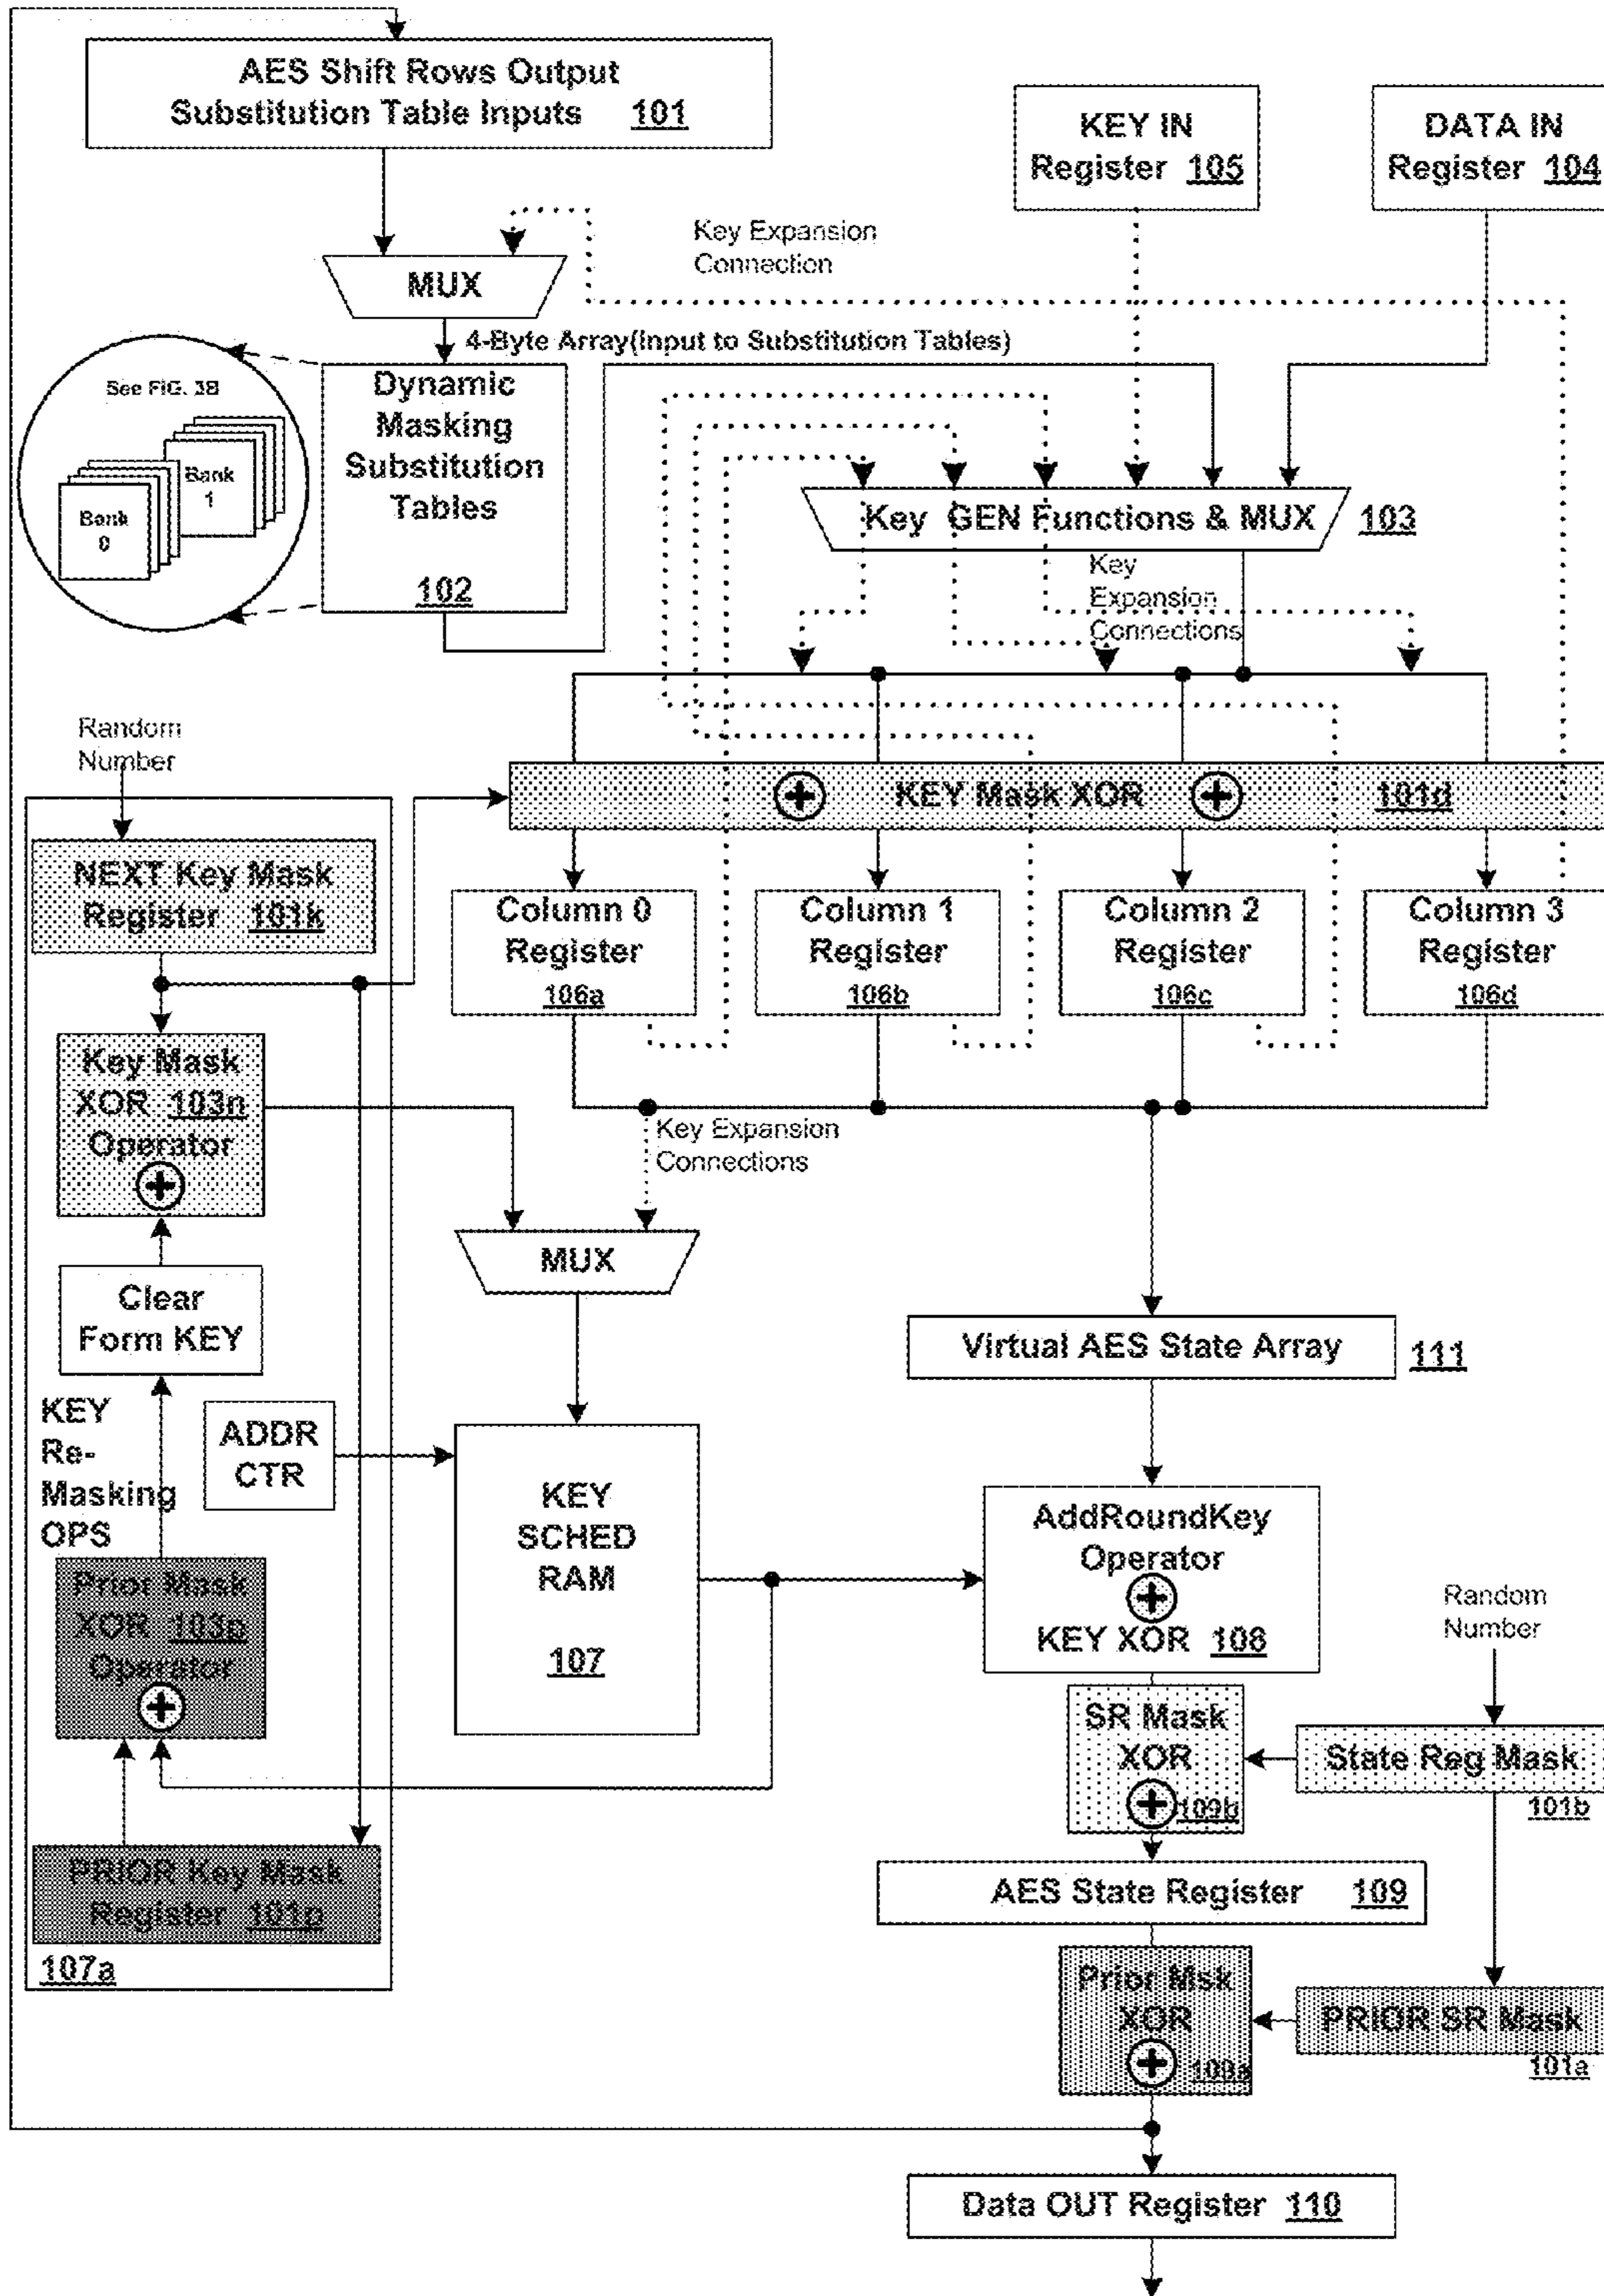 AES Shift Rows Output
Substitution Table Inputs 101
KEY IN
Register 105
DATA IN
Register 104
Key Expansion
Connection
MUX
4-Byte Array(Input to Substitution Tables)
See FIG. 3B
Bank
0
Bank
1
Dynamic
Masking
Substitution
Tables
102
Key GEN Functions & MUX 103
Key
Expansion
Connections
Random
Number
KEY Mask XOR 101d
NEXT Key Mask
Register 101k
Column 0
Register
106a
Column 1
Register
106b
Column 2
Register
106c
Column 3
Register
106d
Key Mask
XOR 103n
Operator
Key Expansion
Connections
MUX
Clear
Form KEY
Virtual AES State Array 111
KEY
Re-
Masking
OPS
ADDR
CTR
KEY
SCHED
RAM
107
AddRoundKey
Operator
KEY XOR 108
Prior Mask
XOR 103p
Operator
Random
Number
SR Mask
XOR
109b
State Reg Mask
101b
PRIOR Key Mask
Register 101p
107a
AES State Register 109
Prior Msk
XOR
PRIOR SR Mask
101a
Data OUT Register 110